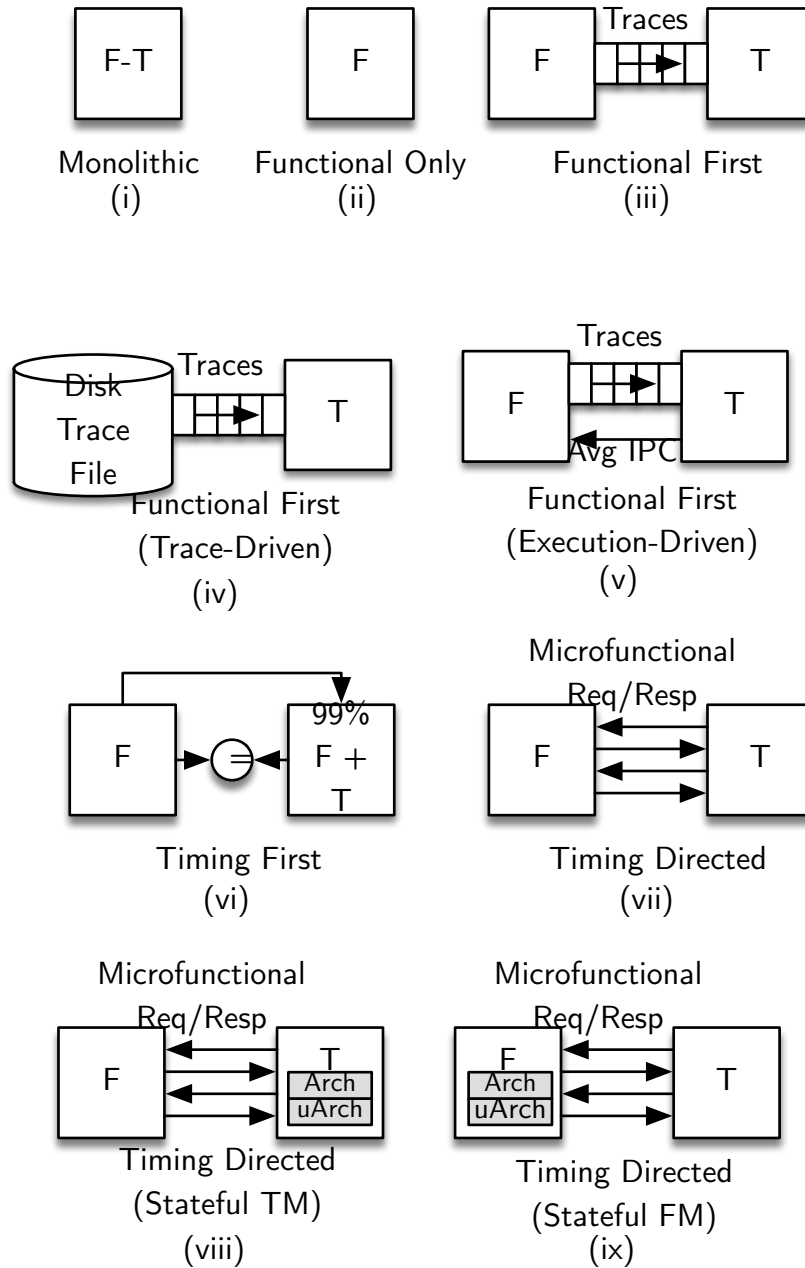 F-T
Monolithic
(i)
F
Functional Only
(ii)
Traces
F
T
Functional First
(iii)
Disk
Trace
File
Traces
T
Functional First
(Trace-Driven)
(iv)
Traces
F
T
Avg IPC
Functional First
(Execution-Driven)
(v)
F
=
99%
F +
T
Timing First
(vi)
Microfunctional
Req/Resp
F
T
Timing Directed
(vii)
Microfunctional
Req/Resp
F
T
Arch
uArch
Timing Directed
(Stateful TM)
(viii)
Microfunctional
Req/Resp
F
Arch
uArch
T
Timing Directed
(Stateful FM)
(ix)